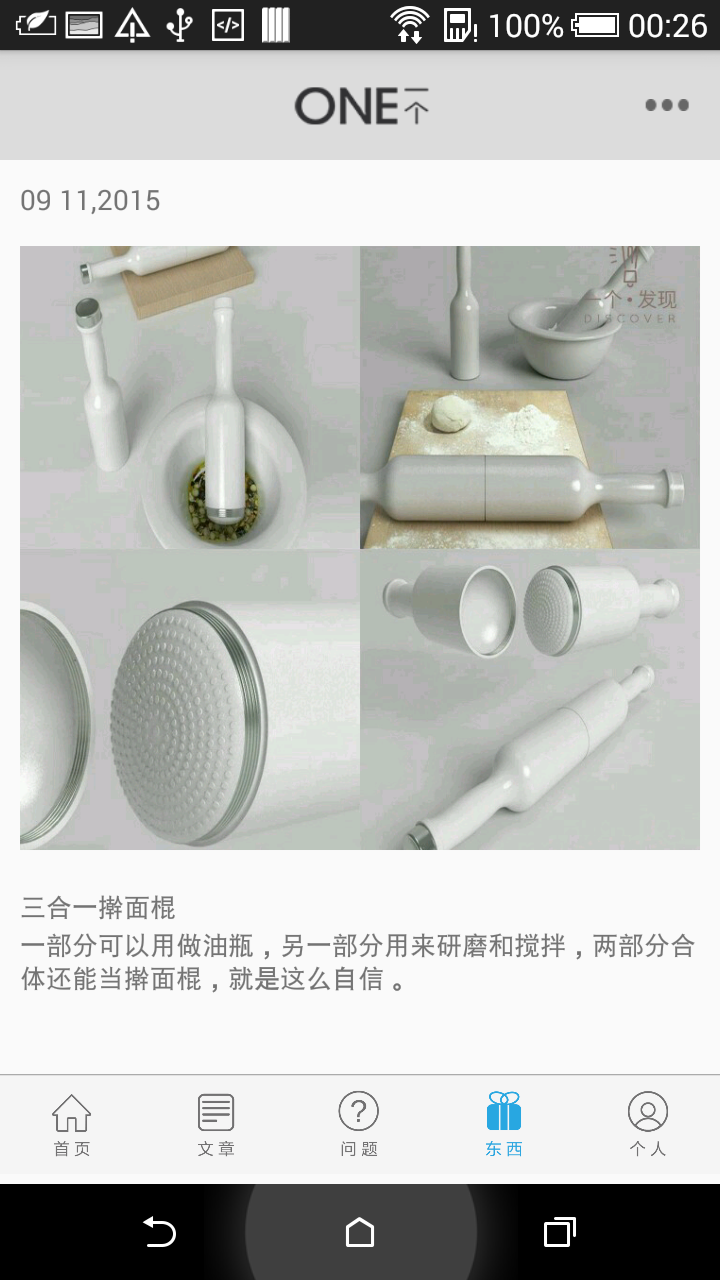 100% 00:26
ONE一个
09 11,2015
一个·发现
DISCOVER
三合一擀面棍
一部分可以用做油瓶，另一部分用来研磨和搅拌，两部分合
体还能当擀面棍，就是这么自信。
首页 文章 问题 东西 个人